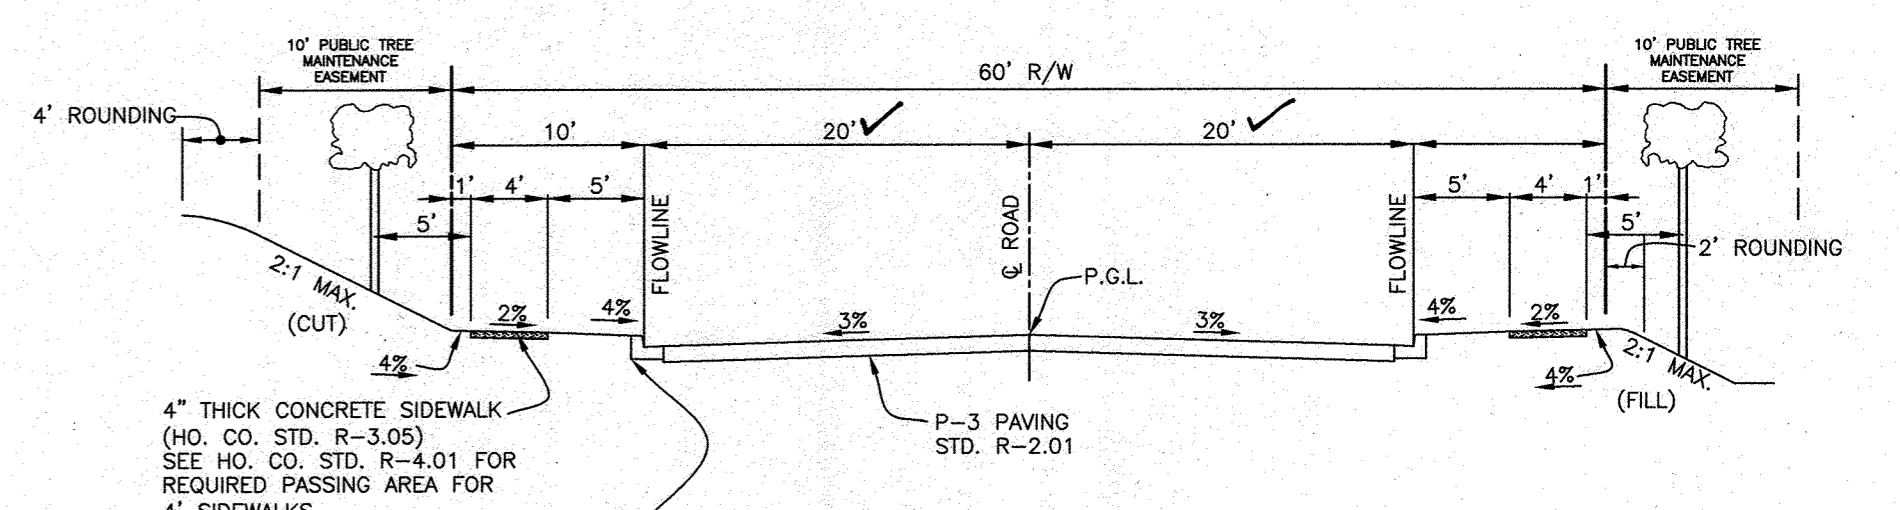 10' PUBLIC TREE
MAINTENANCE
EASEMENT
60' R/W
10' PUBLIC TREE
MAINTENANCE
EASEMENT
4' ROUNDING
10'
20'
20'
1'
4'
5'
5'
4'
1'
5'
5'
FLOWLINE
℄ ROAD
FLOWLINE
2' ROUNDING
P.G.L.
2:1 MAX.
(CUT)
2%
4%
3%
3%
4%
2%
4%
4%
2:1 MAX.
(FILL)
4" THICK CONCRETE SIDEWALK
(HO. CO. STD. R-3.05)
SEE HO. CO. STD. R-4.01 FOR
REQUIRED PASSING AREA FOR
4' SIDEWALKS
P-3 PAVING
STD. R-2.01